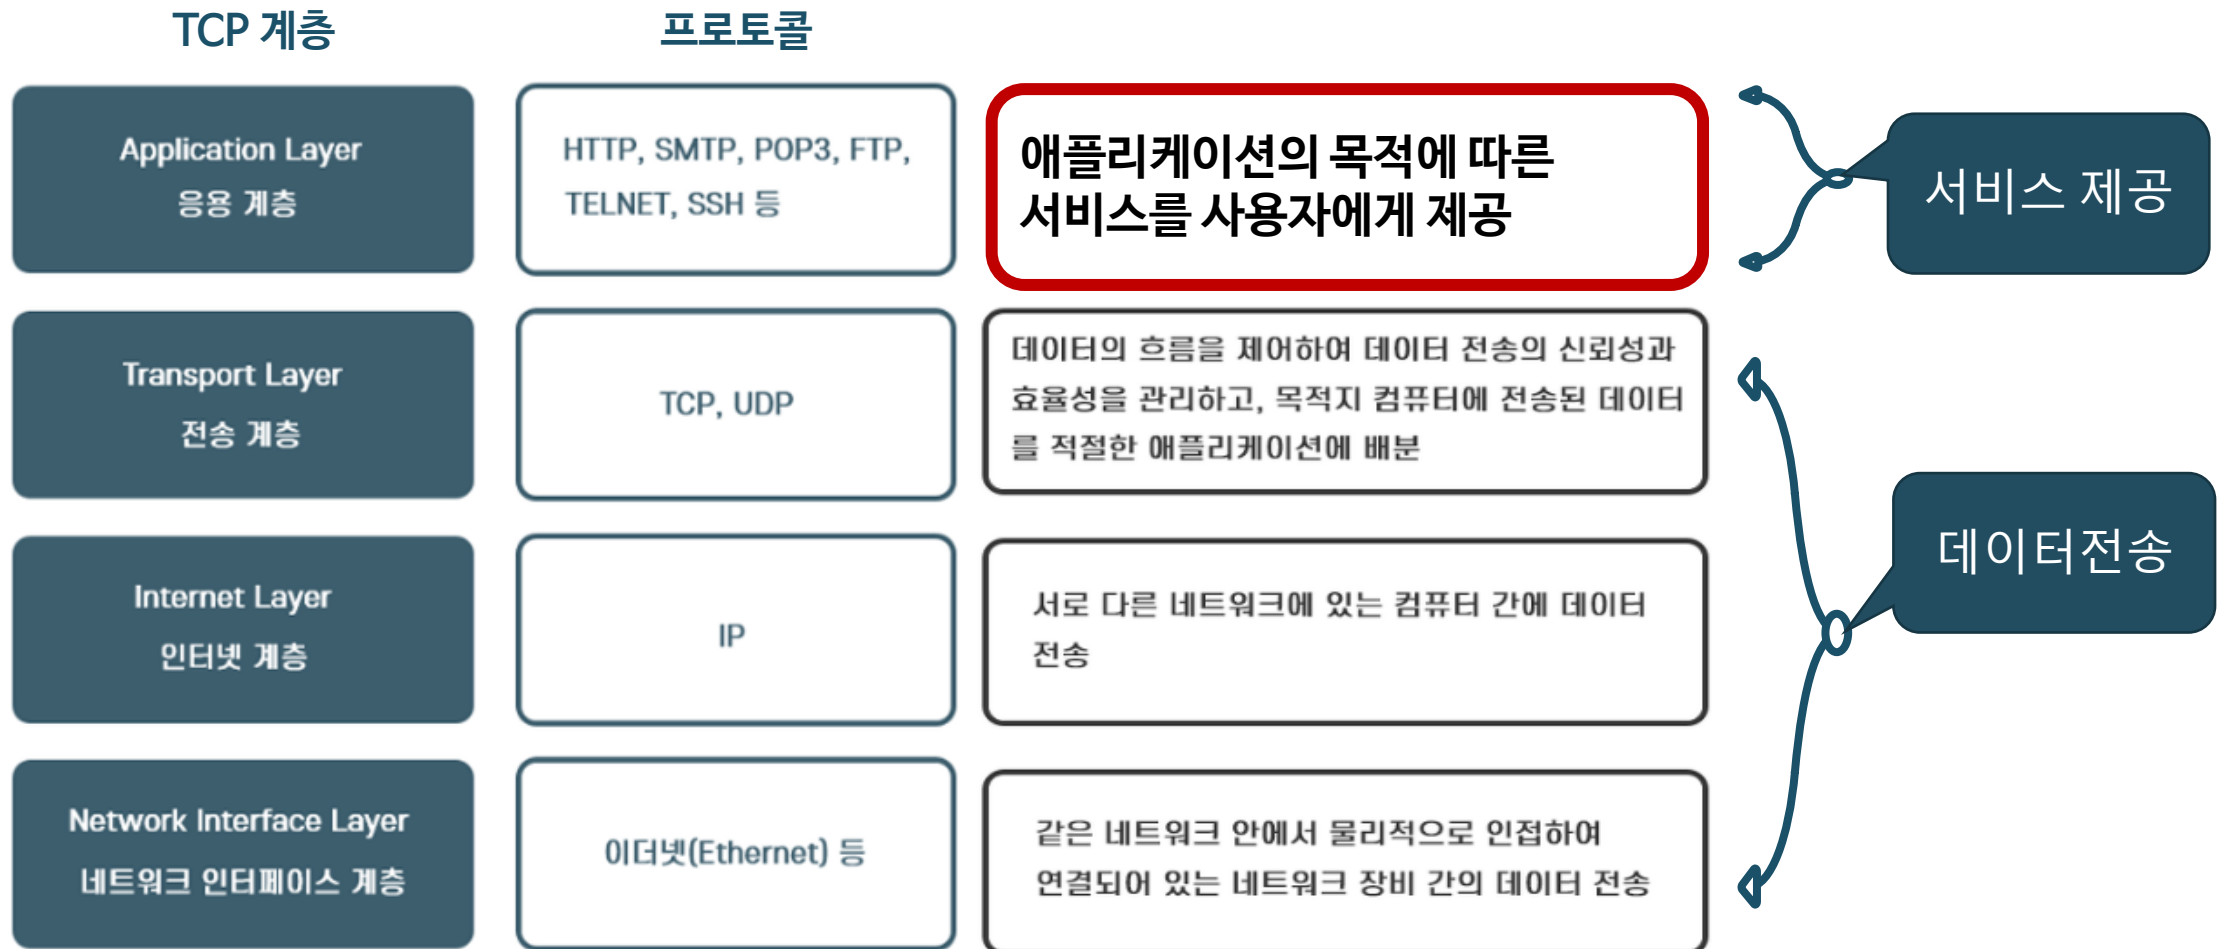 TCP 계층
프로토콜
Application Layer
응용 계층
HTTP, SMTP, POP3, FTP,
TELNET, SSH 등
애플리케이션의 목적에 따른
서비스를 사용자에게 제공
서비스 제공
Transport Layer
전송 계층
TCP, UDP
데이터의 흐름을 제어하여 데이터 전송의 신뢰성과
효율성을 관리하고, 목적지 컴퓨터에 전송된 데이터
를 적절한 애플리케이션에 배분
데이터전송
Internet Layer
인터넷 계층
IP
서로 다른 네트워크에 있는 컴퓨터 간에 데이터
전송
Network Interface Layer
네트워크 인터페이스 계층
이더넷(Ethernet) 등
같은 네트워크 안에서 물리적으로 인접하여
연결되어 있는 네트워크 장비 간의 데이터 전송